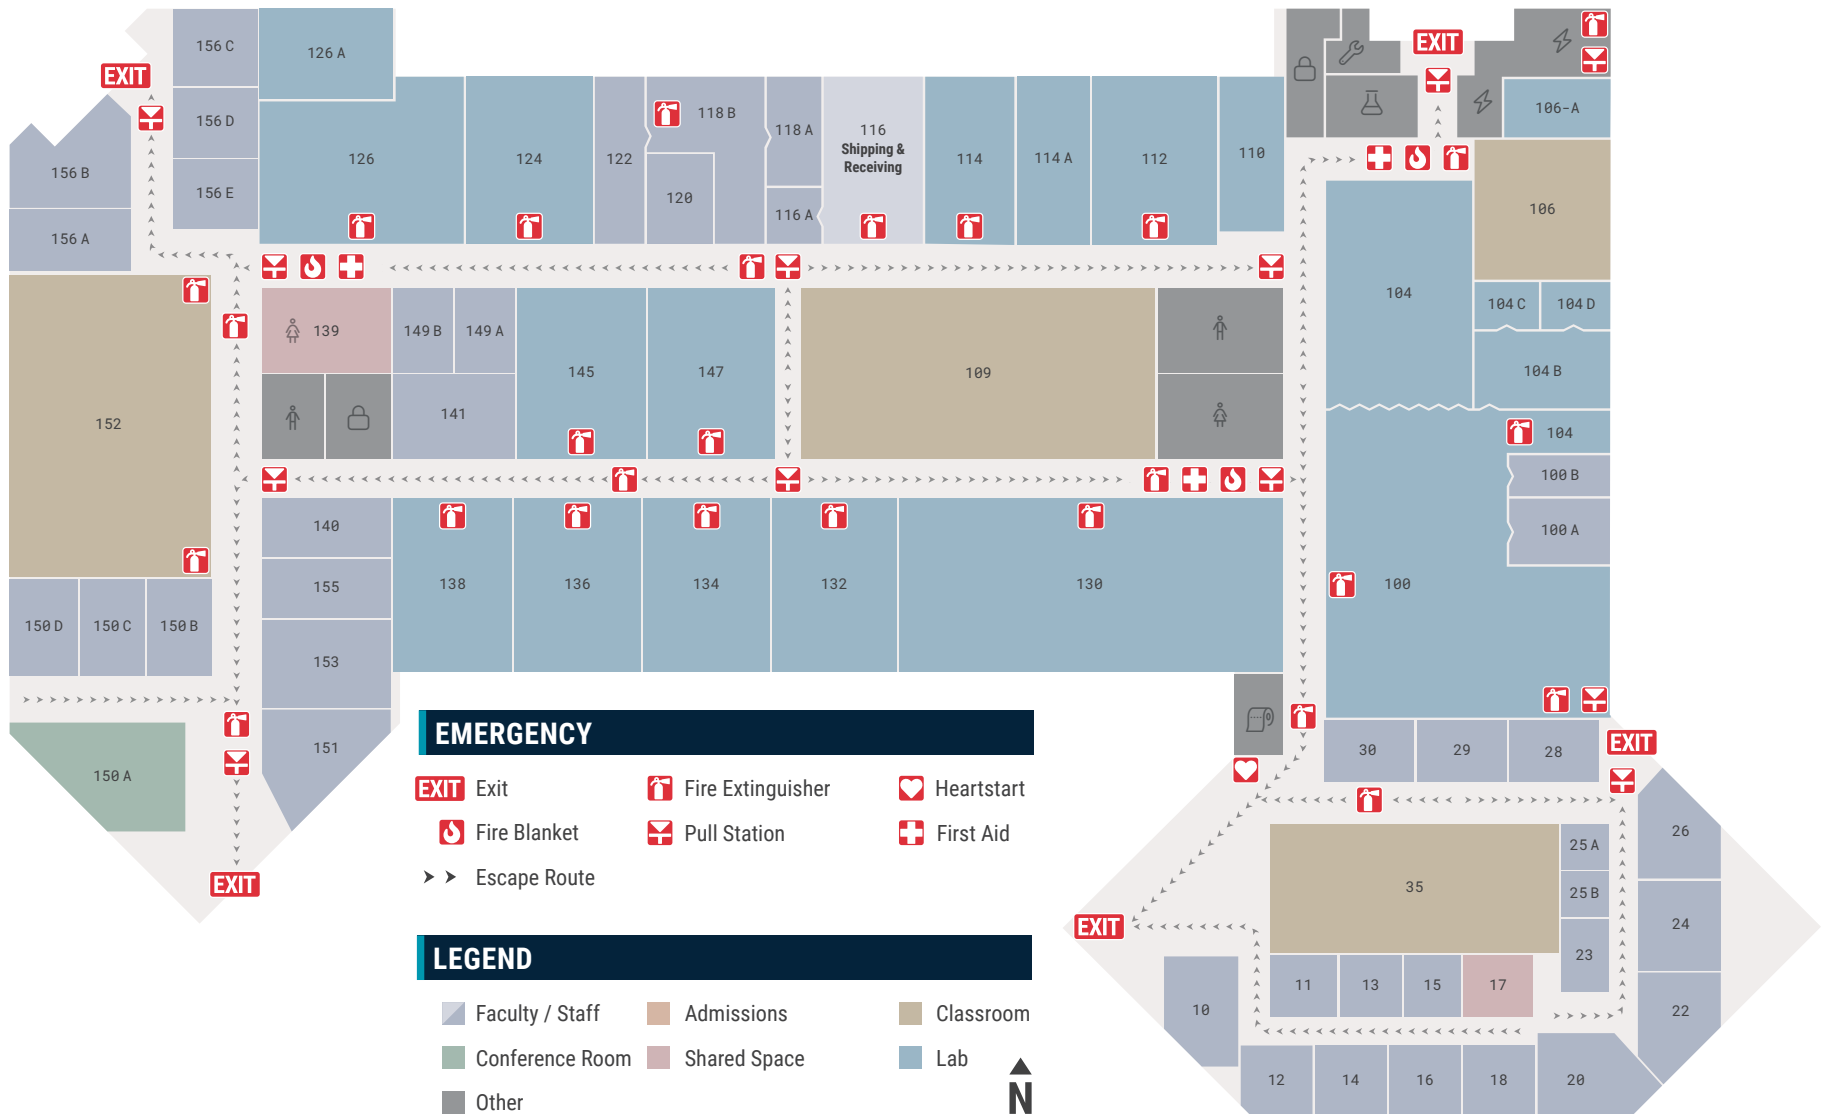 156 C
126 A
EXIT
EXIT
156 D
118 B
106-A
118 A
116
Shipping &
Receiving
126
124
122
114
114 A
112
110
156 B
156 E
120
106
116 A
156 A
104
104 C
104 D
139
149 B
149 A
145
147
109
104 B
141
152
104
100 B
140
100 A
155
138
136
134
132
130
100
150 D
150 C
150 B
153
EMERGENCY
151
30
29
28
EXIT
150 A
EXIT Exit
Fire Extinguisher
Heartstart
Fire Blanket
Pull Station
First Aid
26
25 A
Escape Route
EXIT
35
25 B
EXIT
24
LEGEND
23
11
13
15
17
10
22
Faculty / Staff
Admissions
Classroom
Conference Room
Shared Space
Lab
12
14
16
18
20
Other
N